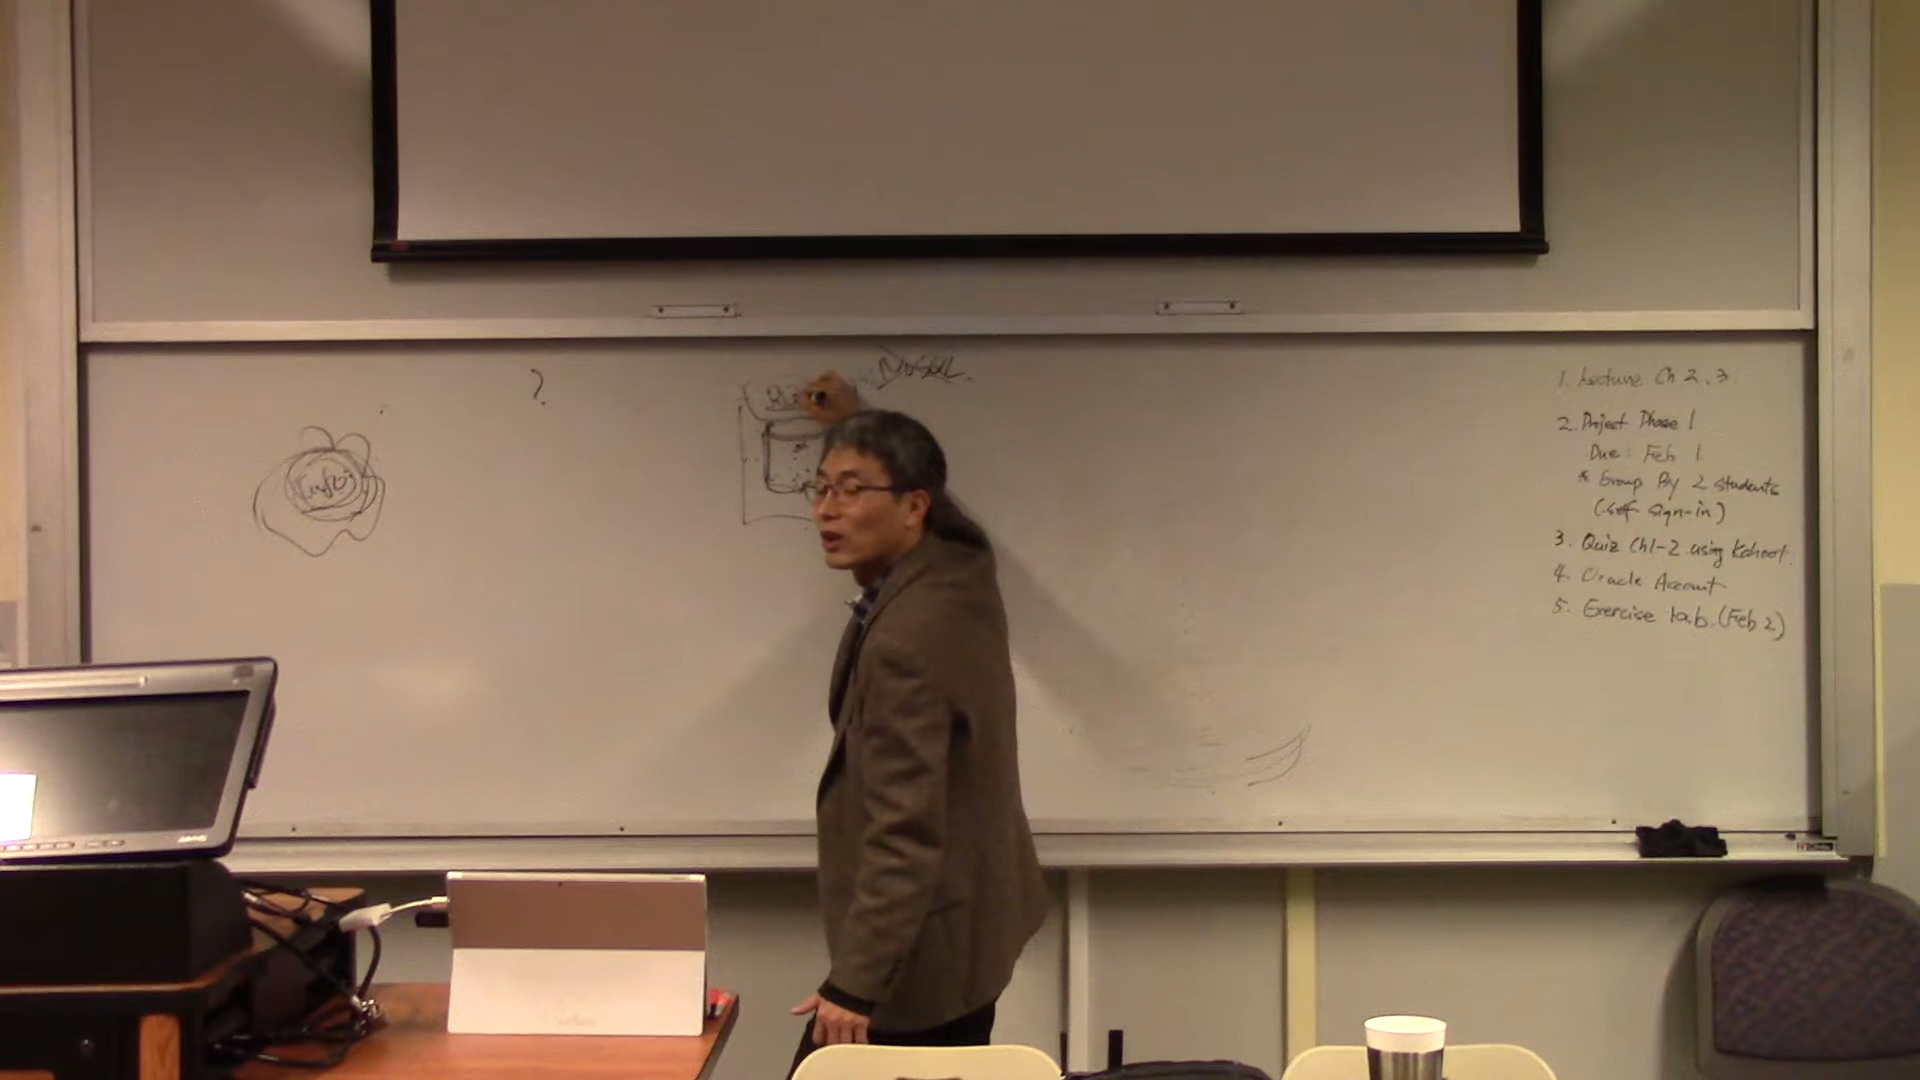 ?
NoSQL
1. Lecture Ch 2, 3
2. Project Phase 1
Due: Feb 1
* Group By 2 students
(self sign-in)
3. Quiz Ch1-2 using Kahoot.
4. Oracle Account
5. Exercise lab. (Feb 2)